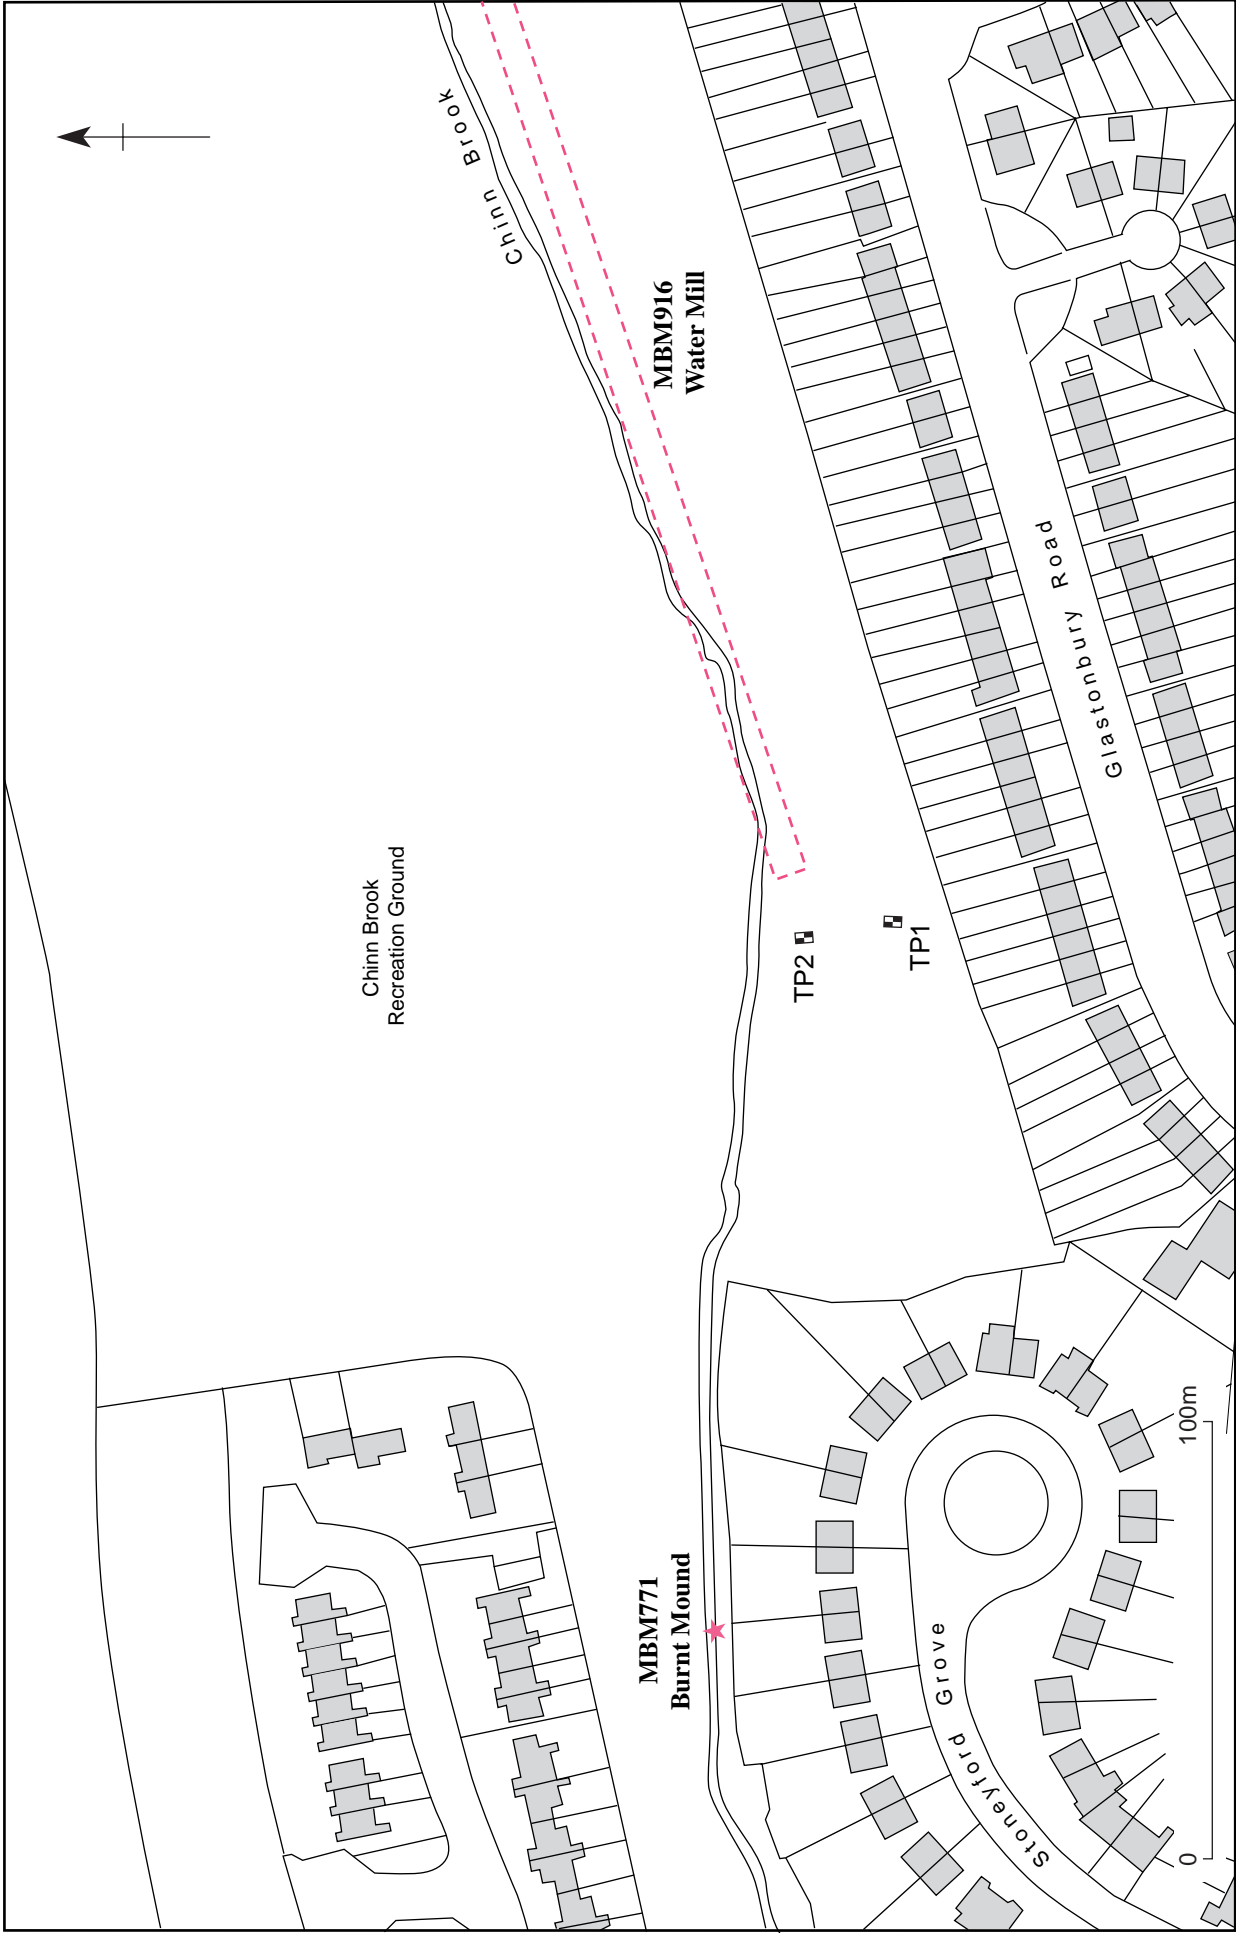 Chinn Brook
MBM916
Water Mill
Glastonbury Road
Chinn Brook
Recreation Ground
TP2
TP1
MBM771
Burnt Mound
Stoneyford Grove
0
100m